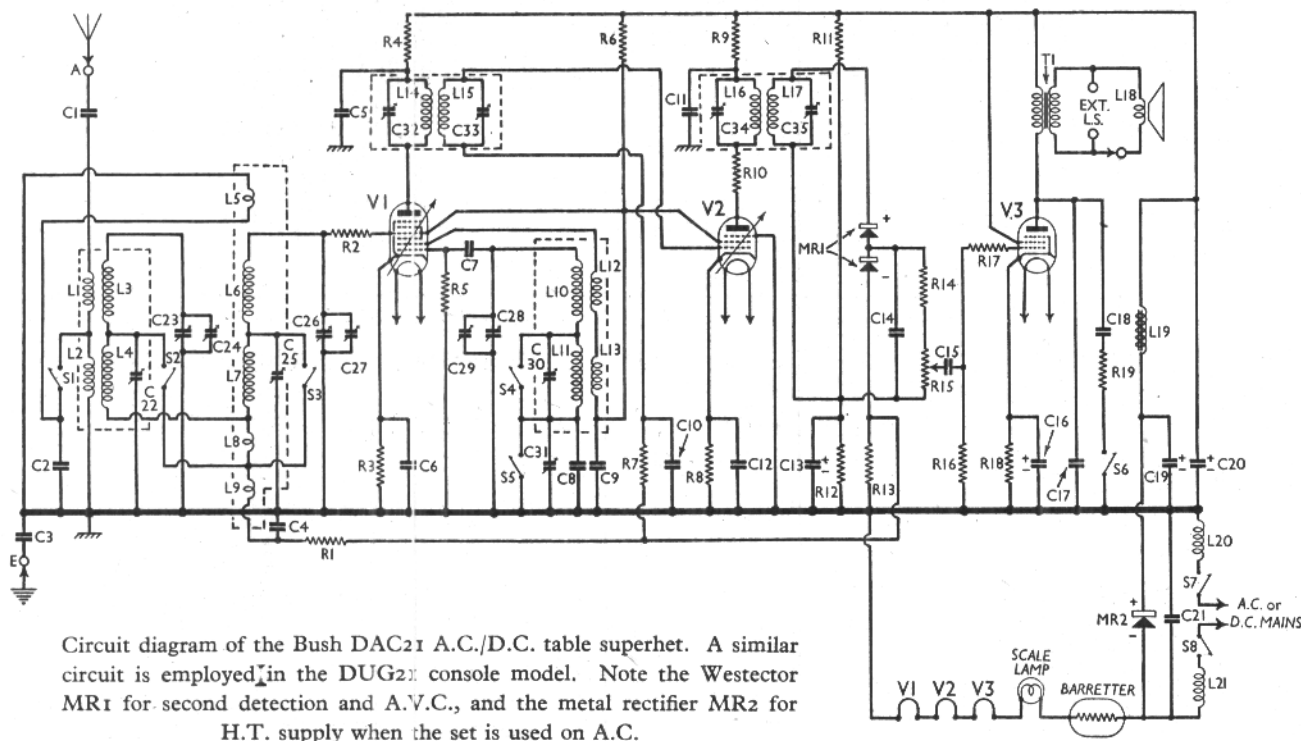 R4
R6
R9
R11
A
T1
L14
L15
L16
L17
L18
EXT.
L.S.
C1
C5
C32
C33
C11
C34
C35
R10
L5
V1
V2
V3
+
MR1
-
R2
C7
R5
R14
R17
L1
L3
L6
L10
L12
C14
C18
L19
C23
C24
C26
C27
C28
C29
C15
R15
R19
L2
L4
S1
S2
C
22
L7
C
25
S3
S4
C
30
L11
L13
L8
L9
C2
R3
C6
S5
C31
C8
C9
R7
C10
R8
C12
C13
+
-
R12
R13
R16
R18
+
-
C16
C17
S6
C19
+
-
+
-
C20
C3
C4
E
R1
L20
S7
A.C. or
D.C. MAINS
S8
L21
+
MR2
-
C21
SCALE
LAMP
V1
V2
V3
BARRETTER
Circuit diagram of the Bush DAC21 A.C./D.C. table superhet. A similar
circuit is employed in the DUG21 console model. Note the Westector
MR1 for second detection and A.V.C., and the metal rectifier MR2 for
H.T. supply when the set is used on A.C.